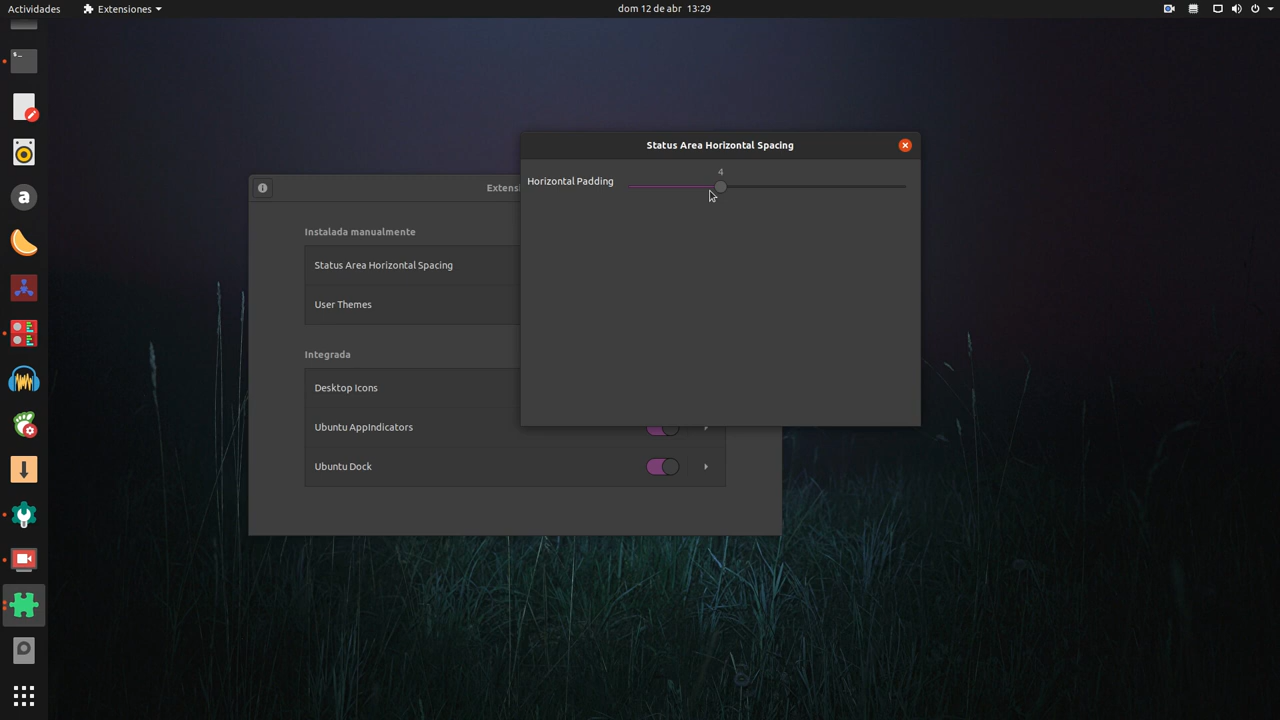 Actividades
Extensiones
dom 12 de abr 13:29
Status Area Horizontal Spacing
4
Horizontal Padding
Extensi
Instalada manualmente
Status Area Horizontal Spacing
User Themes
Integrada
Desktop Icons
Ubuntu AppIndicators
Ubuntu Dock